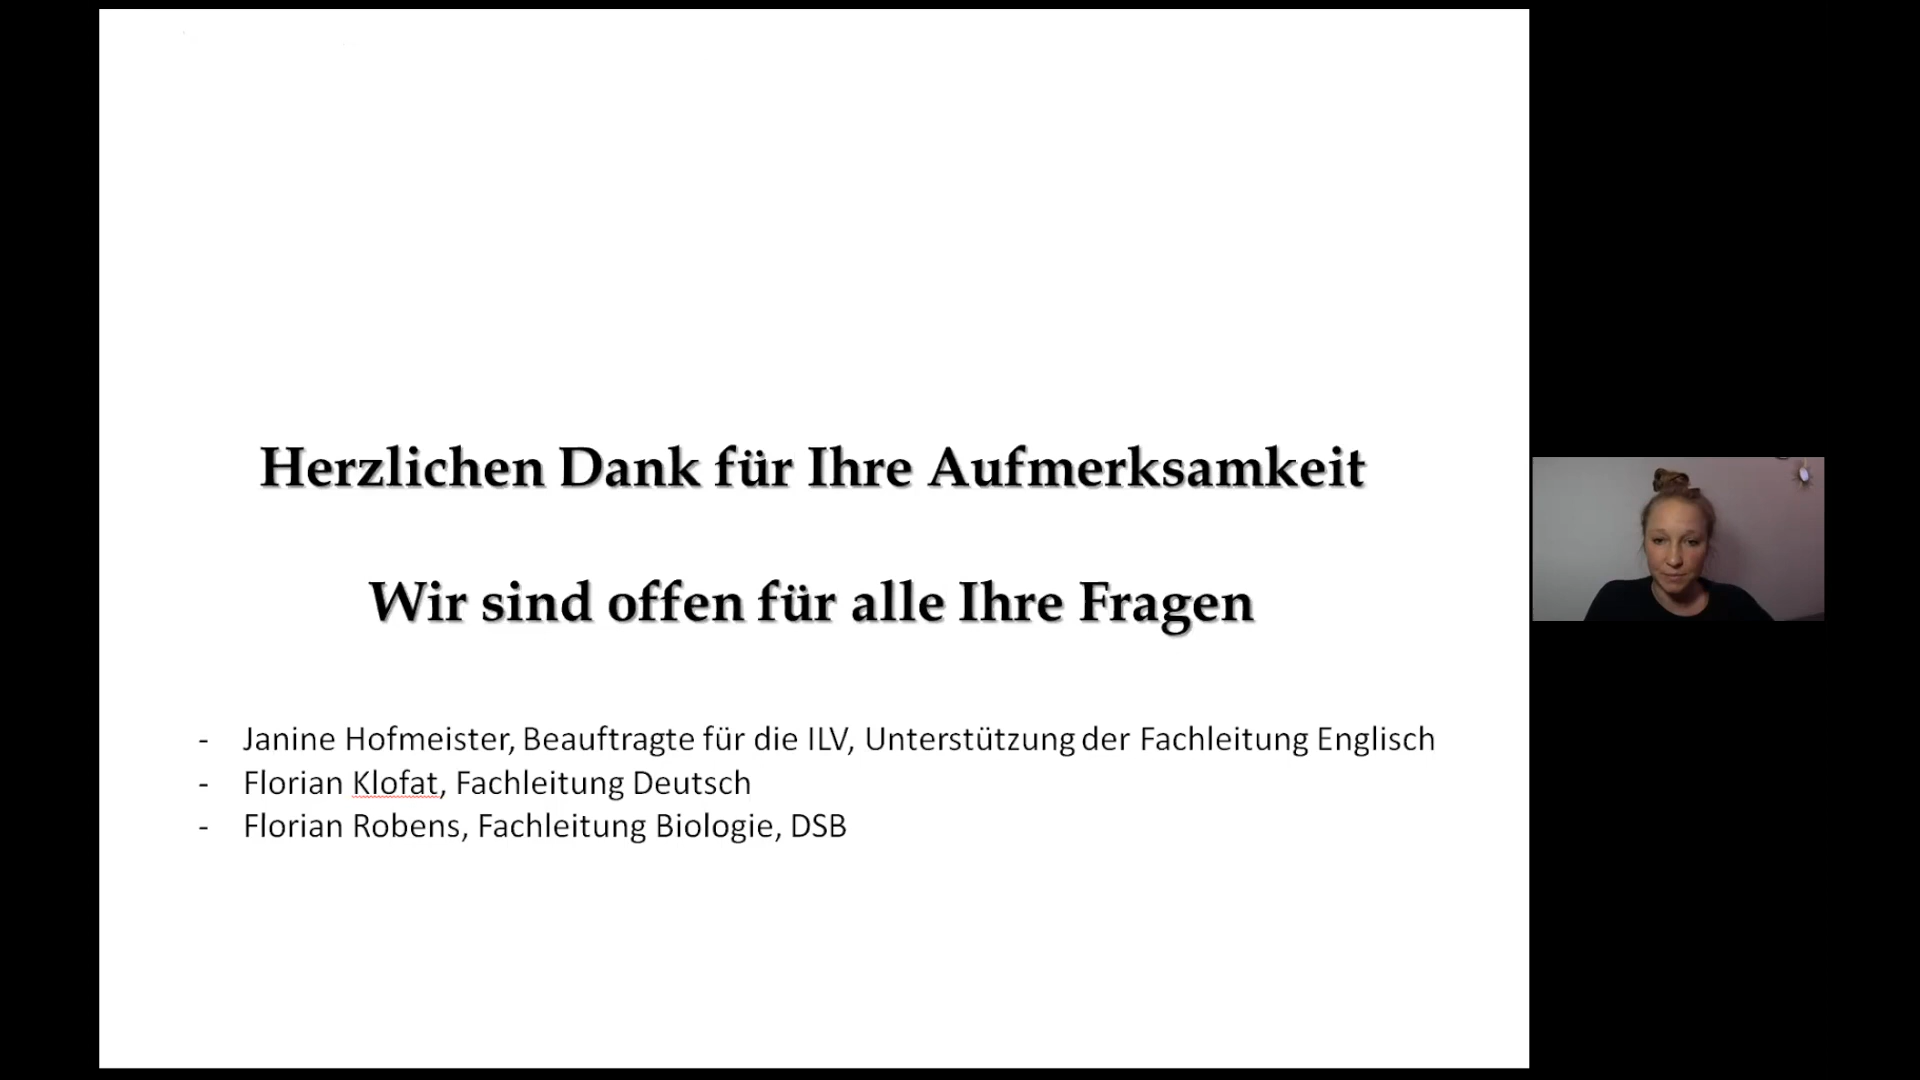 Herzlichen Dank für Ihre Aufmerksamkeit
Wir sind offen für alle Ihre Fragen
- Janine Hofmeister, Beauftragte für die ILV, Unterstützung der Fachleitung Englisch
- Florian Klofat, Fachleitung Deutsch
- Florian Robens, Fachleitung Biologie, DSB